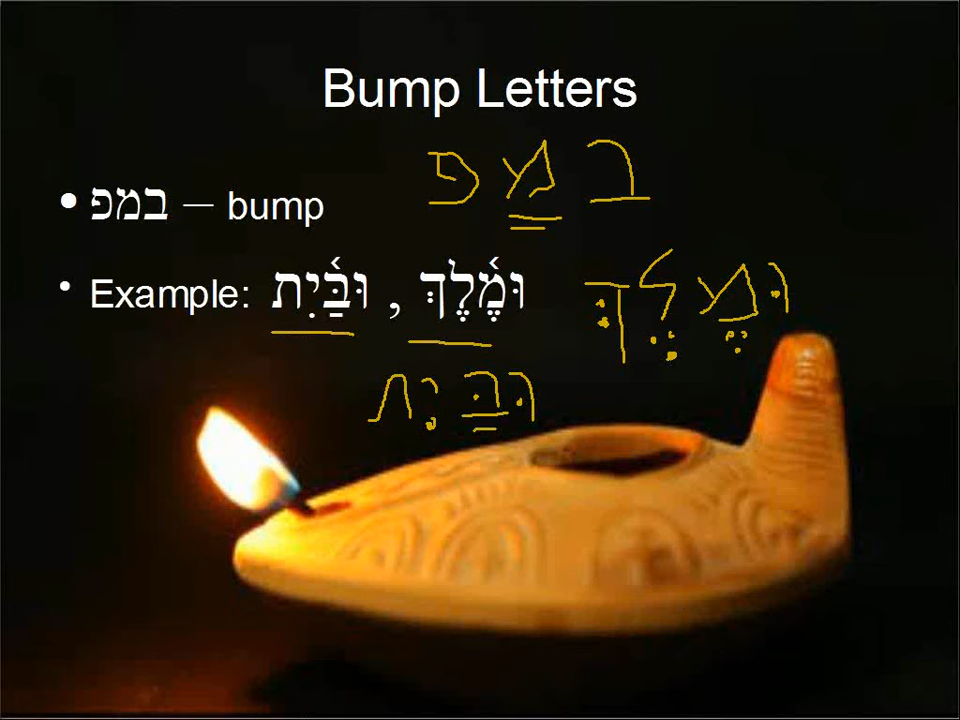 Bump Letters
ב מ פ
• במפ – bump
• Example: וּמֶ֫לֶךְ , וּבַּ֫יִת
וּמֶלֶךְ
וּבַּיִת